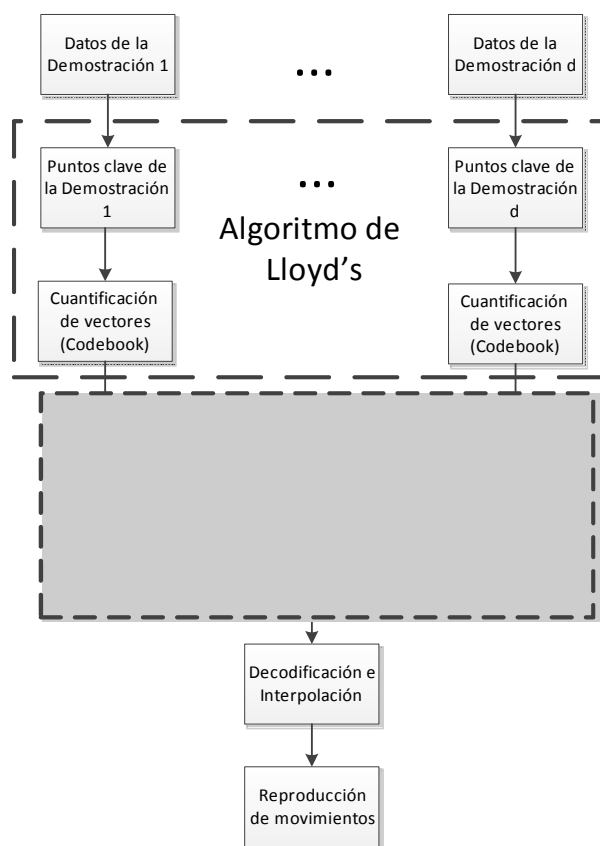 Datos de la
Demostración 1
...
Datos de la
Demostración d
Puntos clave de
la Demostración
1
...
Puntos clave de
la Demostración
d
Algoritmo de
Lloyd's
Cuantificación
de vectores
(Codebook)
Cuantificación
de vectores
(Codebook)
Decodificación e
Interpolación
Reproducción
de movimientos